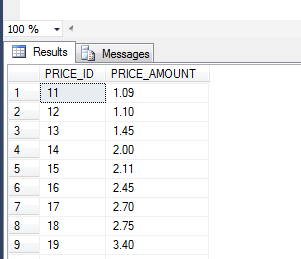 100 %
Results Messages
PRICE_ID PRICE_AMOUNT
1 11 1.09
2 12 1.10
3 13 1.45
4 14 2.00
5 15 2.11
6 16 2.45
7 17 2.70
8 18 2.75
9 19 3.40